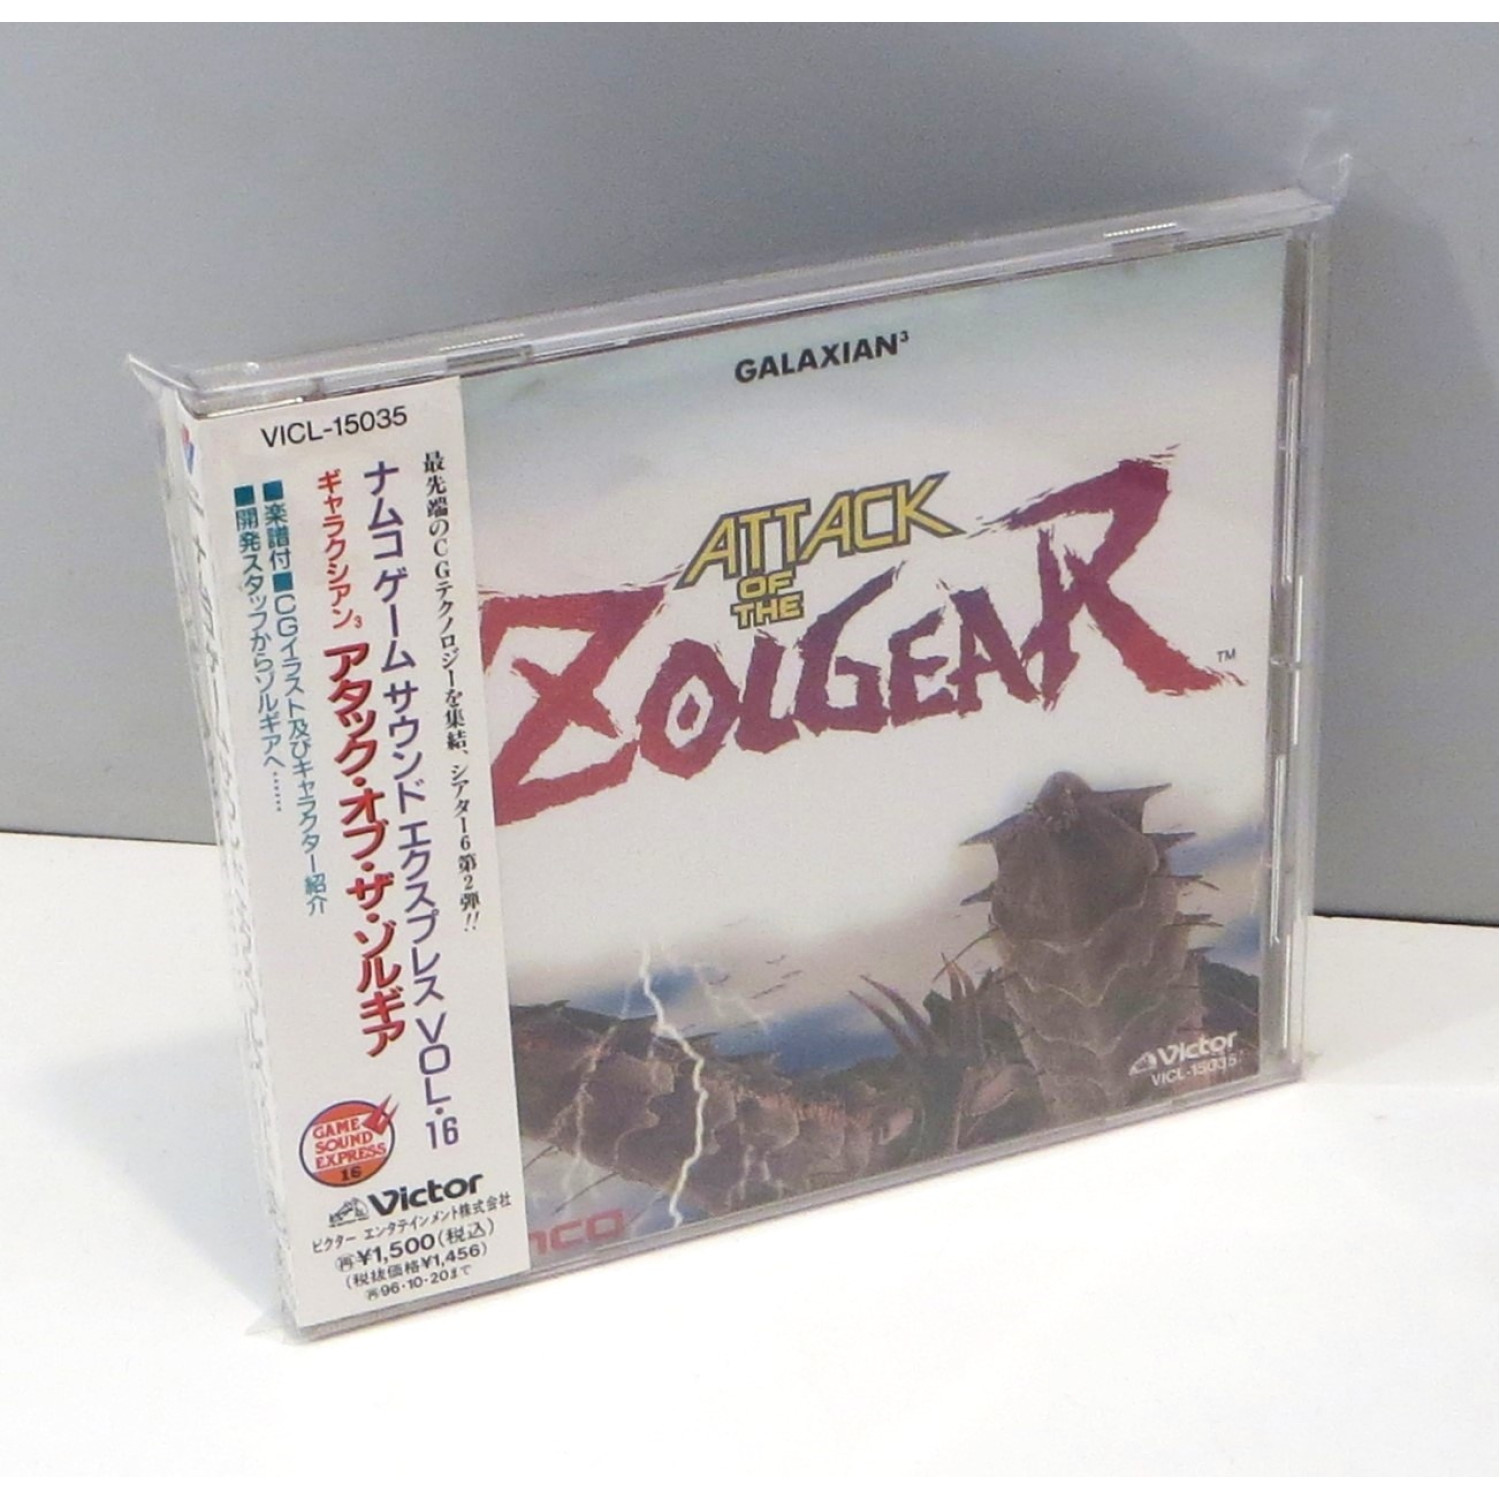 VICL-15035
最先端のCGテクノロジーを集結、シアター6第2弾!!
ナムコ ゲーム サウンド エクスプレス VOL.16
ギャラクシアン3 アタック・オブ・ザ・ゾルギア
■楽譜付■CGイラスト及びキャラクター紹介
■開発スタッフからゾルギアへ……
GAME
SOUND
EXPRESS
16
Victor
ビクター エンタテインメント株式会社
再¥1,500(税込)
(税抜価格¥1,456)
再96・10・20まで
GALAXIAN³
ATTACK
OF
THE
ZOLGEAR™
Victor
VICL-15035
nco